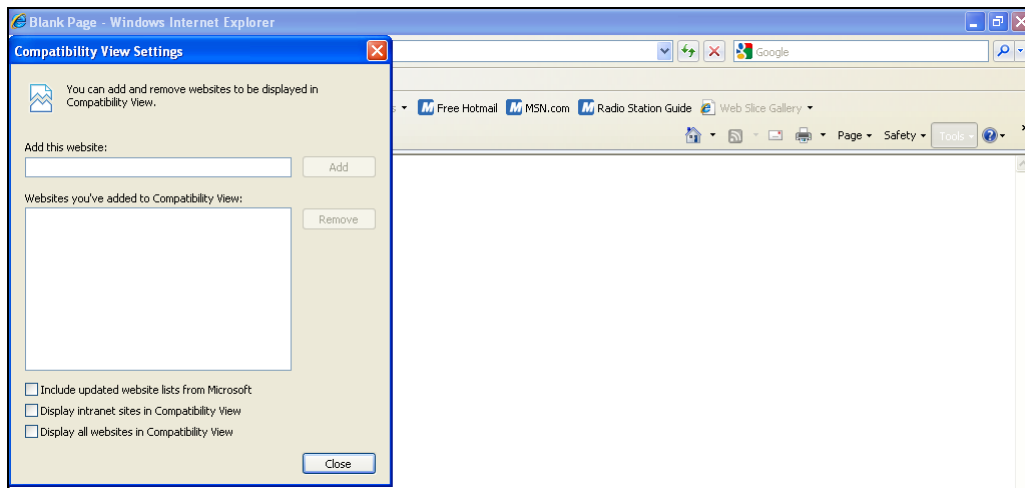 Blank Page - Windows Internet Explorer
Compatibility View Settings
Google
You can add and remove websites to be displayed in
Compatibility View.
Free Hotmail MSN.com Radio Station Guide Web Slice Gallery
Page Safety Tools
Add this website:
Add
Websites you've added to Compatibility View:
Remove
Include updated website lists from Microsoft
Display intranet sites in Compatibility View
Display all websites in Compatibility View
Close